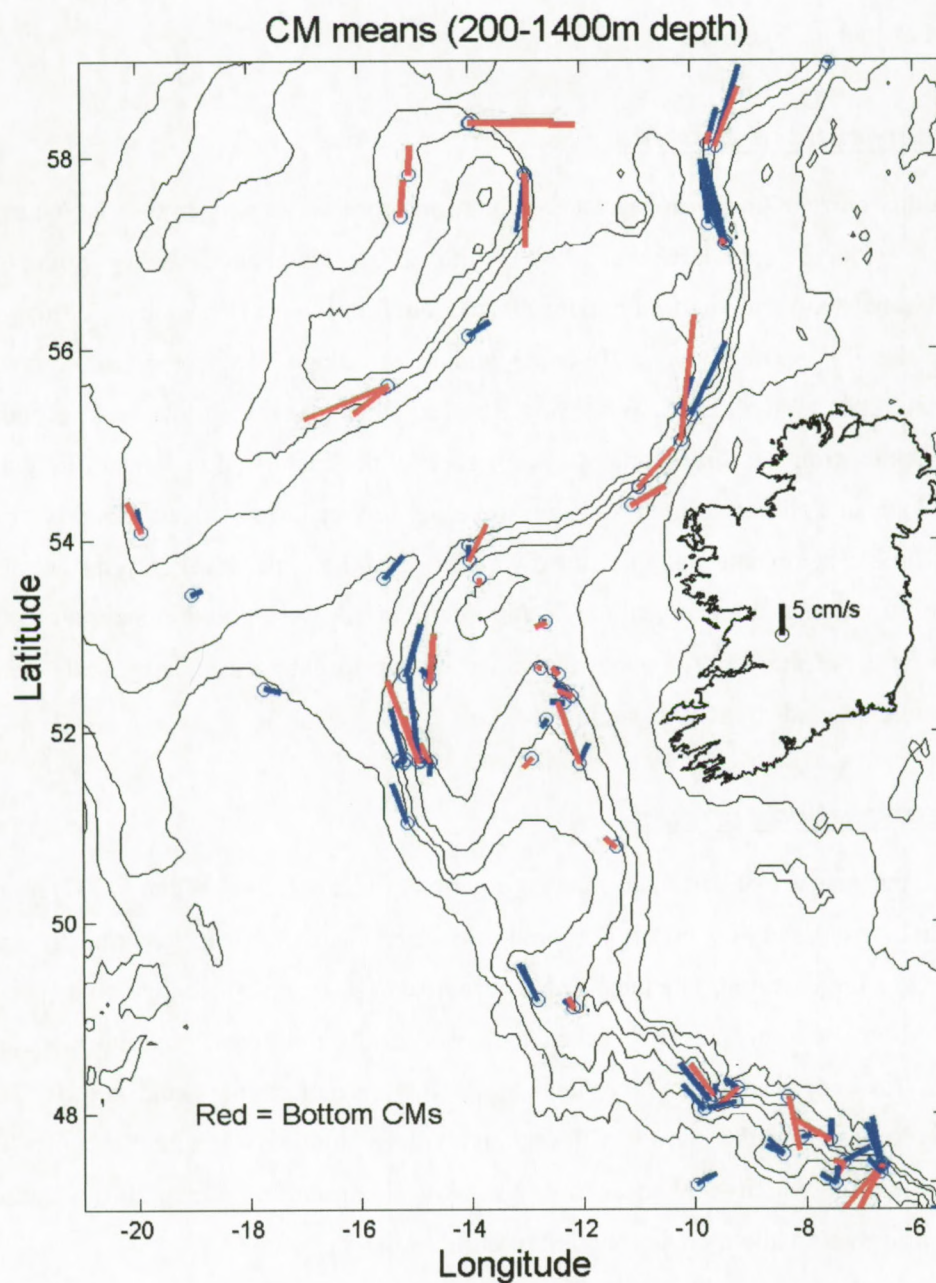 CM means (200-1400m depth)
58
56
54
52
50
48
Latitude
5 cm/s
Red = Bottom CMs
-20
-18
-16
-14
-12
-10
-8
-6
Longitude